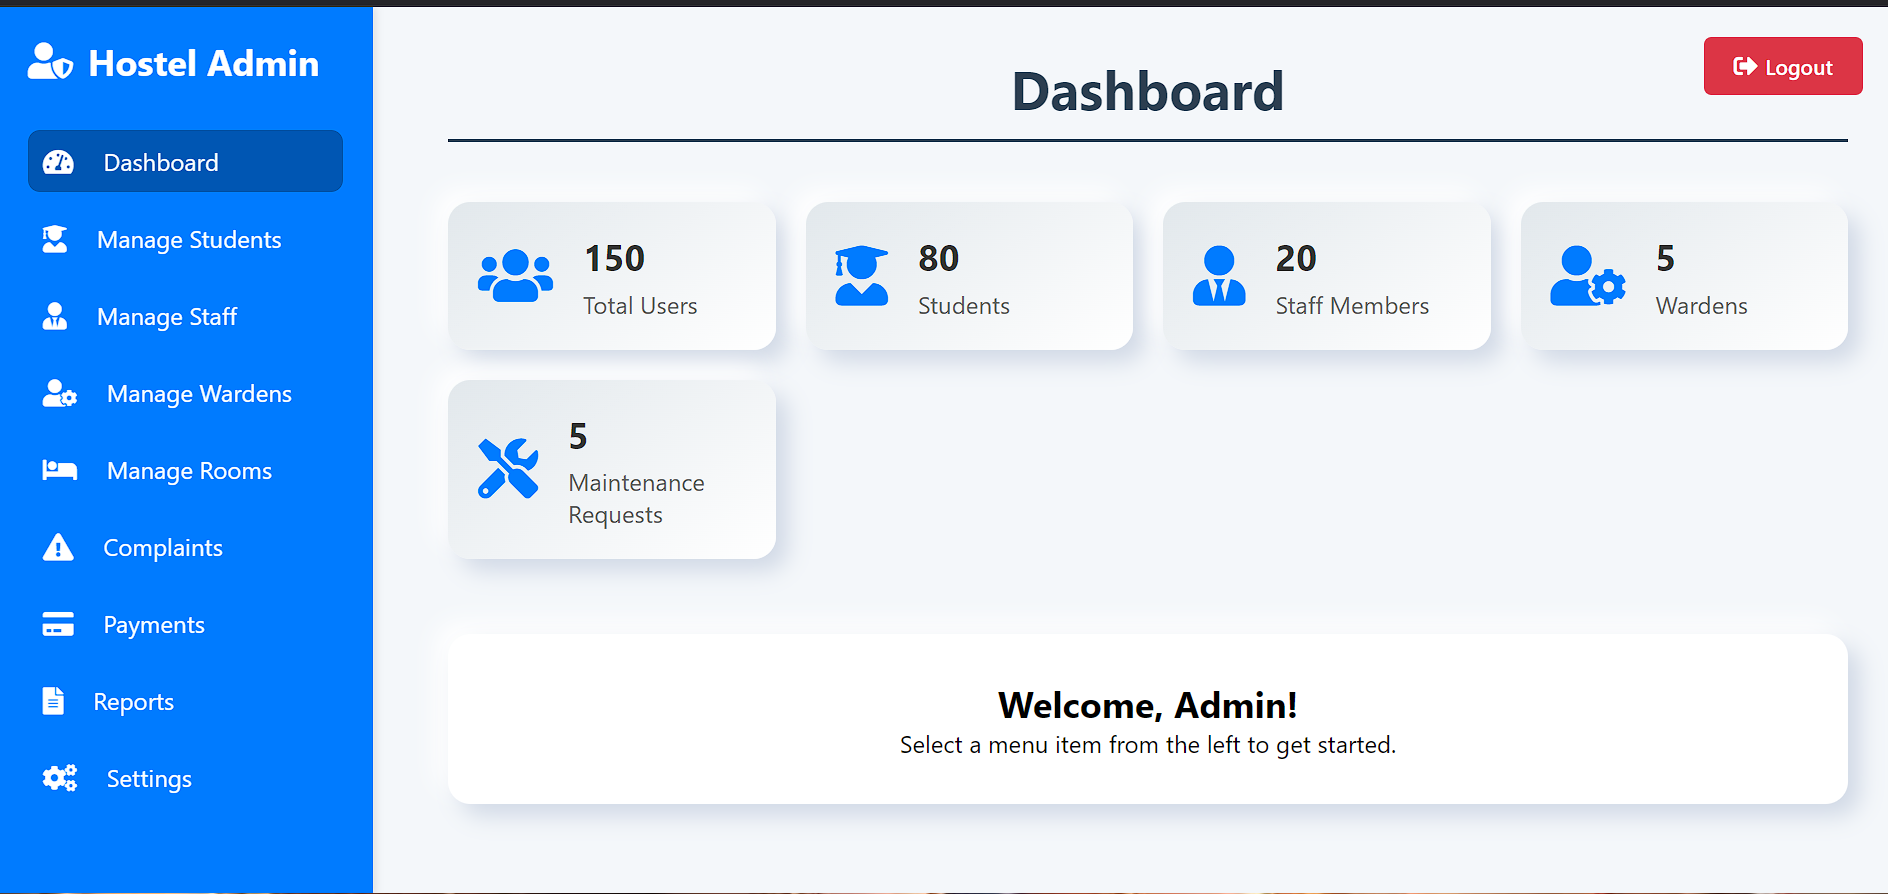 Hostel Admin
Dashboard
Manage Students
Manage Staff
Manage Wardens
Manage Rooms
Complaints
Payments
Reports
Settings
Logout
Dashboard
150
Total Users
80
Students
20
Staff Members
5
Wardens
5
Maintenance
Requests
Welcome, Admin!
Select a menu item from the left to get started.